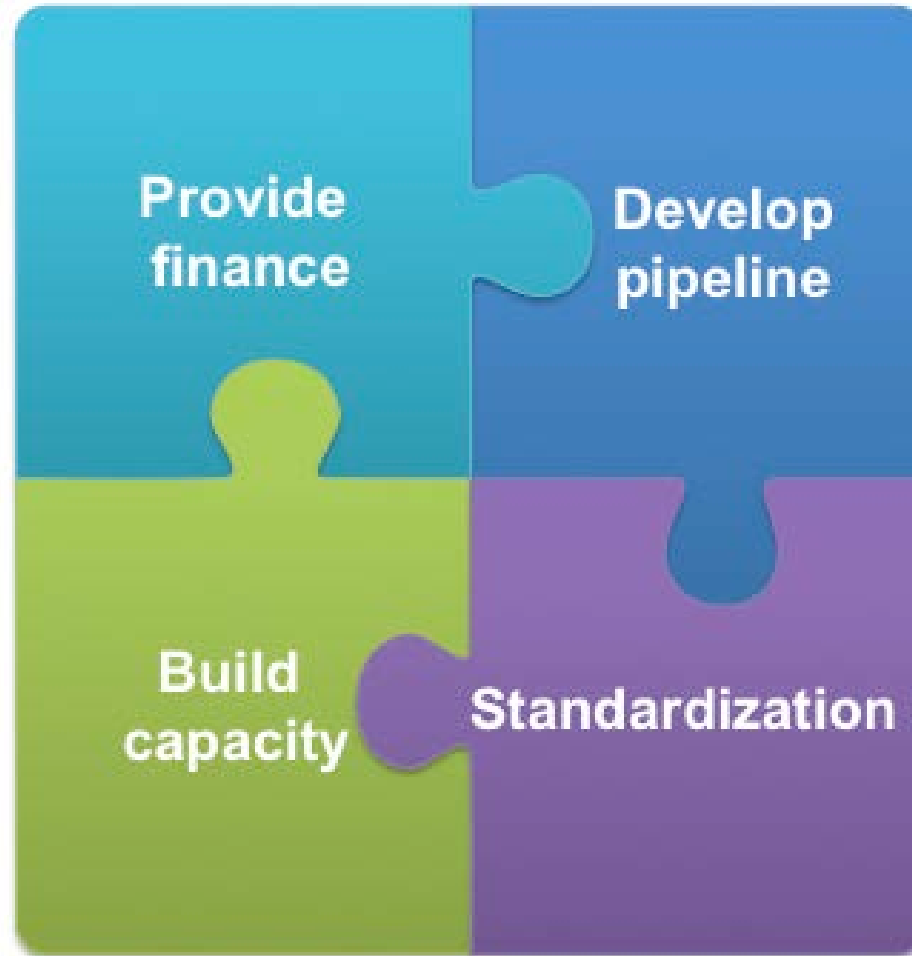 Provide
finance
Develop
pipeline
Build
capacity
Standardization